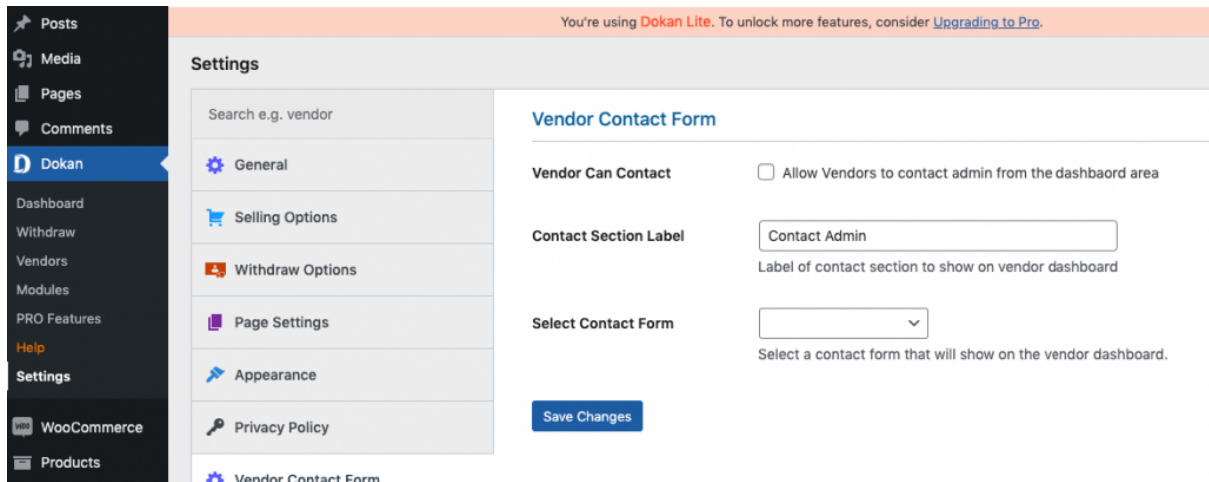 Posts
Media
Pages
Comments
Dokan
Dashboard
Withdraw
Vendors
Modules
PRO Features
Help
Settings
WOO WooCommerce
Products
You're using Dokan Lite. To unlock more features, consider Upgrading to Pro.
Settings
Search e.g. vendor
General
Selling Options
Withdraw Options
Page Settings
Appearance
Privacy Policy
Vendor Contact Form
Vendor Contact Form
Vendor Can Contact
Allow Vendors to contact admin from the dashbaord area
Contact Section Label
Contact Admin
Label of contact section to show on vendor dashboard
Select Contact Form
Select a contact form that will show on the vendor dashboard.
Save Changes